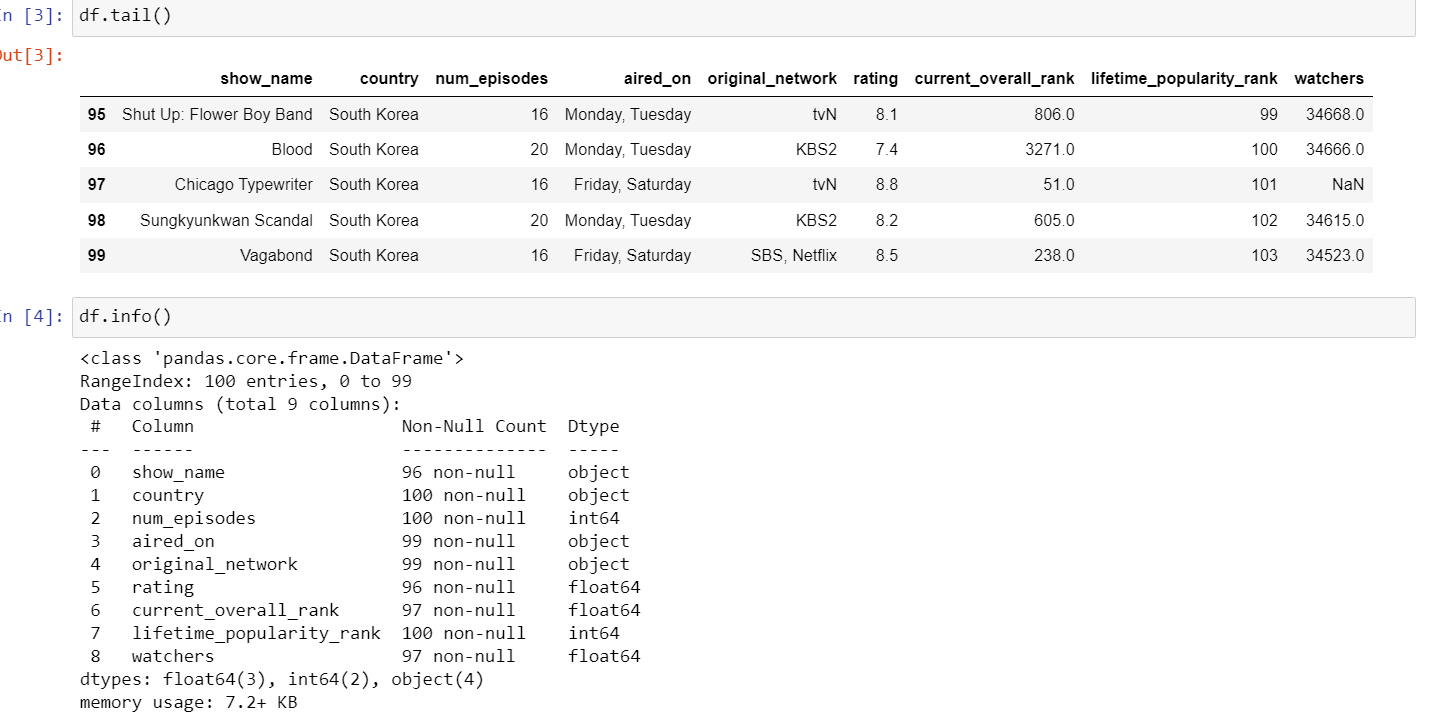 n [3]: df.tail()
Out[3]:
show_name country num_episodes aired_on original_network rating current_overall_rank lifetime_popularity_rank watchers
95 Shut Up: Flower Boy Band South Korea 16 Monday, Tuesday tvN 8.1 806.0 99 34668.0
96 Blood South Korea 20 Monday, Tuesday KBS2 7.4 3271.0 100 34666.0
97 Chicago Typewriter South Korea 16 Friday, Saturday tvN 8.8 51.0 101 NaN
98 Sungkyunkwan Scandal South Korea 20 Monday, Tuesday KBS2 8.2 605.0 102 34615.0
99 Vagabond South Korea 16 Friday, Saturday SBS, Netflix 8.5 238.0 103 34523.0
n [4]: df.info()
<class 'pandas.core.frame.DataFrame'>
RangeIndex: 100 entries, 0 to 99
Data columns (total 9 columns):
# Column Non-Null Count Dtype
--- ------ -------------- -----
0 show_name 96 non-null object
1 country 100 non-null object
2 num_episodes 100 non-null int64
3 aired_on 99 non-null object
4 original_network 99 non-null object
5 rating 96 non-null float64
6 current_overall_rank 97 non-null float64
7 lifetime_popularity_rank 100 non-null int64
8 watchers 97 non-null float64
dtypes: float64(3), int64(2), object(4)
memory usage: 7.2+ KB